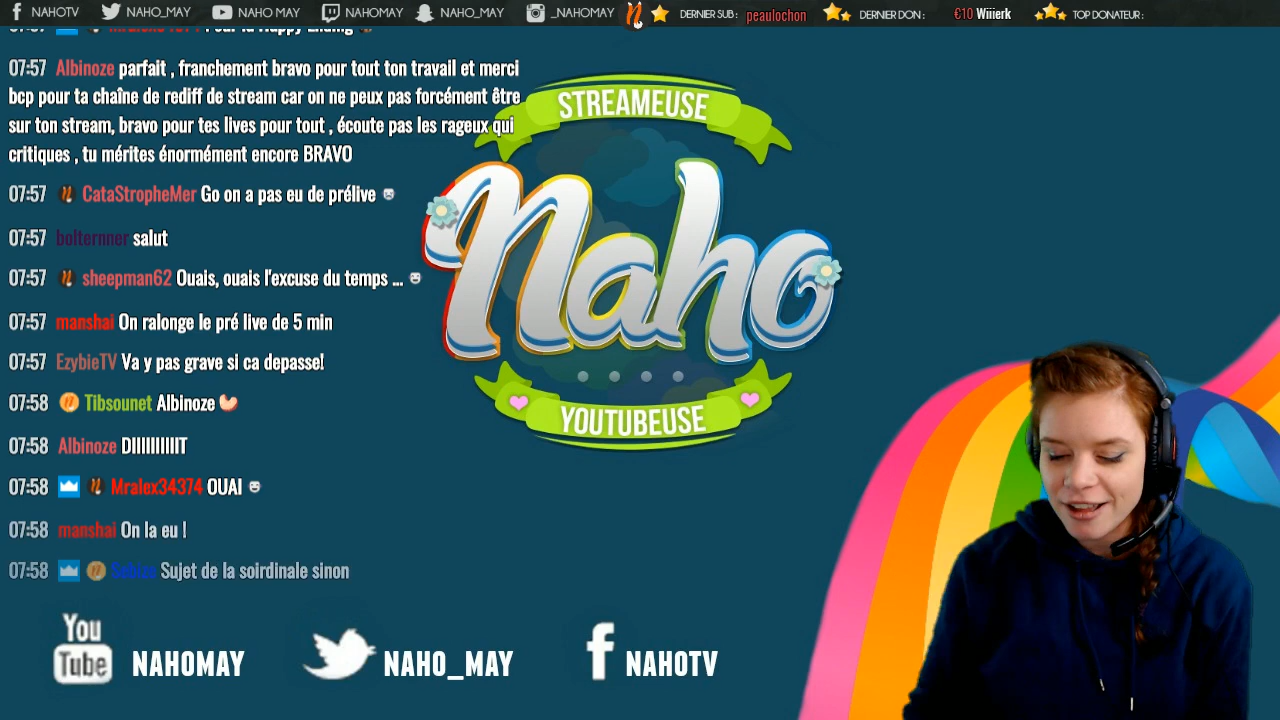 NAHOTV NAHO_MAY NAHO MAY NAHOMAY NAHO_MAY _NAHOMAY DERNIER SUB : peaulochon DERNIER DON : €10 Wiiierk TOP DONATEUR :
07:57 Albinoze parfait , franchement bravo pour tout ton travail et merci
bcp pour ta chaîne de rediff de stream car on ne peux pas forcément être
sur ton stream, bravo pour tes lives pour tout , écoute pas les rageux qui
critiques , tu mérites énormément encore BRAVO
07:57 CataStropheMer Go on a pas eu de prélive
07:57 bolternner salut
07:57 sheepman62 Ouais, ouais l'excuse du temps ...
07:57 manshai On ralonge le pré live de 5 min
07:57 EzybieTV Va y pas grave si ca depasse!
07:58 Tibsounet Albinoze
07:58 Albinoze DIIIIIIIIIIT
07:58 Mralex34374 OUAI
07:58 manshai On la eu !
07:58 Sujet de la soirdinale sinon
STREAMEUSE
Naho
YOUTUBEUSE
You
Tube NAHOMAY NAHO_MAY NAHOTV